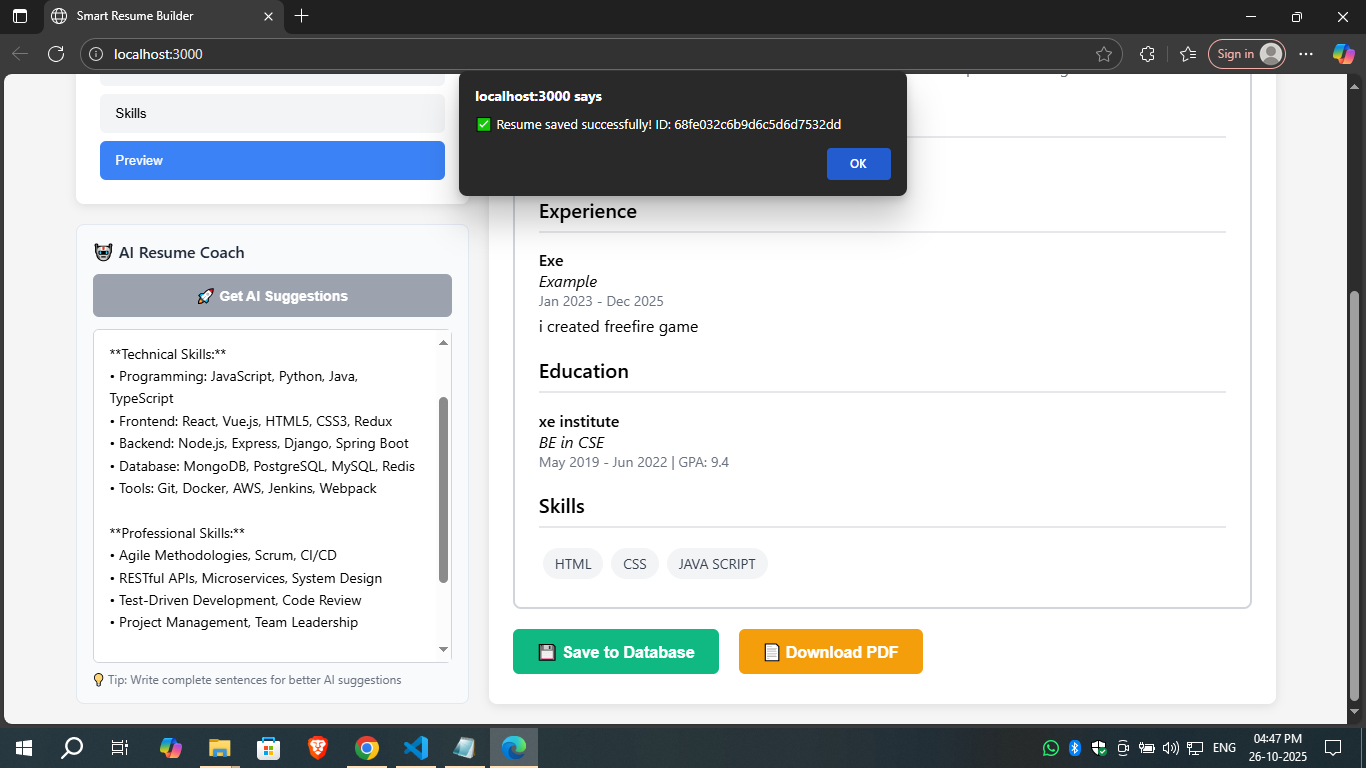 Smart Resume Builder
localhost:3000
Sign in
localhost:3000 says
✅ Resume saved successfully! ID: 68fe032c6b9d6c5d6d7532dd
OK
Skills
Preview
🤖 AI Resume Coach
🚀 Get AI Suggestions
**Technical Skills:**
• Programming: JavaScript, Python, Java,
TypeScript
• Frontend: React, Vue.js, HTML5, CSS3, Redux
• Backend: Node.js, Express, Django, Spring Boot
• Database: MongoDB, PostgreSQL, MySQL, Redis
• Tools: Git, Docker, AWS, Jenkins, Webpack
**Professional Skills:**
• Agile Methodologies, Scrum, CI/CD
• RESTful APIs, Microservices, System Design
• Test-Driven Development, Code Review
• Project Management, Team Leadership
💡 Tip: Write complete sentences for better AI suggestions
Experience
Exe
Example
Jan 2023 - Dec 2025
i created freefire game
Education
xe institute
BE in CSE
May 2019 - Jun 2022 | GPA: 9.4
Skills
HTML CSS JAVA SCRIPT
💾 Save to Database 📄 Download PDF
ENG
04:47 PM
26-10-2025